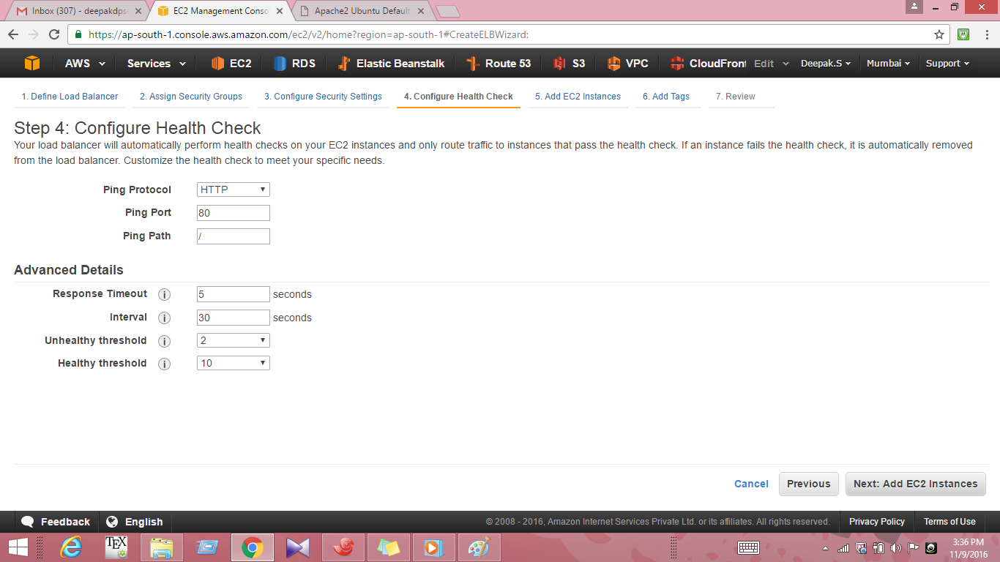 Inbox (307) - deepakdps
EC2 Management Conso
Apache2 Ubuntu Default
https://ap-south-1.console.aws.amazon.com/ec2/v2/home?region=ap-south-1#CreateELBWizard:
AWS Services EC2 RDS Elastic Beanstalk Route 53 S3 VPC CloudFront Edit Deepak.S Mumbai Support
1. Define Load Balancer 2. Assign Security Groups 3. Configure Security Settings 4. Configure Health Check 5. Add EC2 Instances 6. Add Tags 7. Review
Step 4: Configure Health Check
Your load balancer will automatically perform health checks on your EC2 instances and only route traffic to instances that pass the health check. If an instance fails the health check, it is automatically removed
from the load balancer. Customize the health check to meet your specific needs.
Ping Protocol HTTP
Ping Port 80
Ping Path /
Advanced Details
Response Timeout i 5 seconds
Interval i 30 seconds
Unhealthy threshold i 2
Healthy threshold i 10
Cancel Previous Next: Add EC2 Instances
Feedback English © 2008 - 2016, Amazon Internet Services Private Ltd. or its affiliates. All rights reserved. Privacy Policy Terms of Use
TEX
3:36 PM
11/9/2016